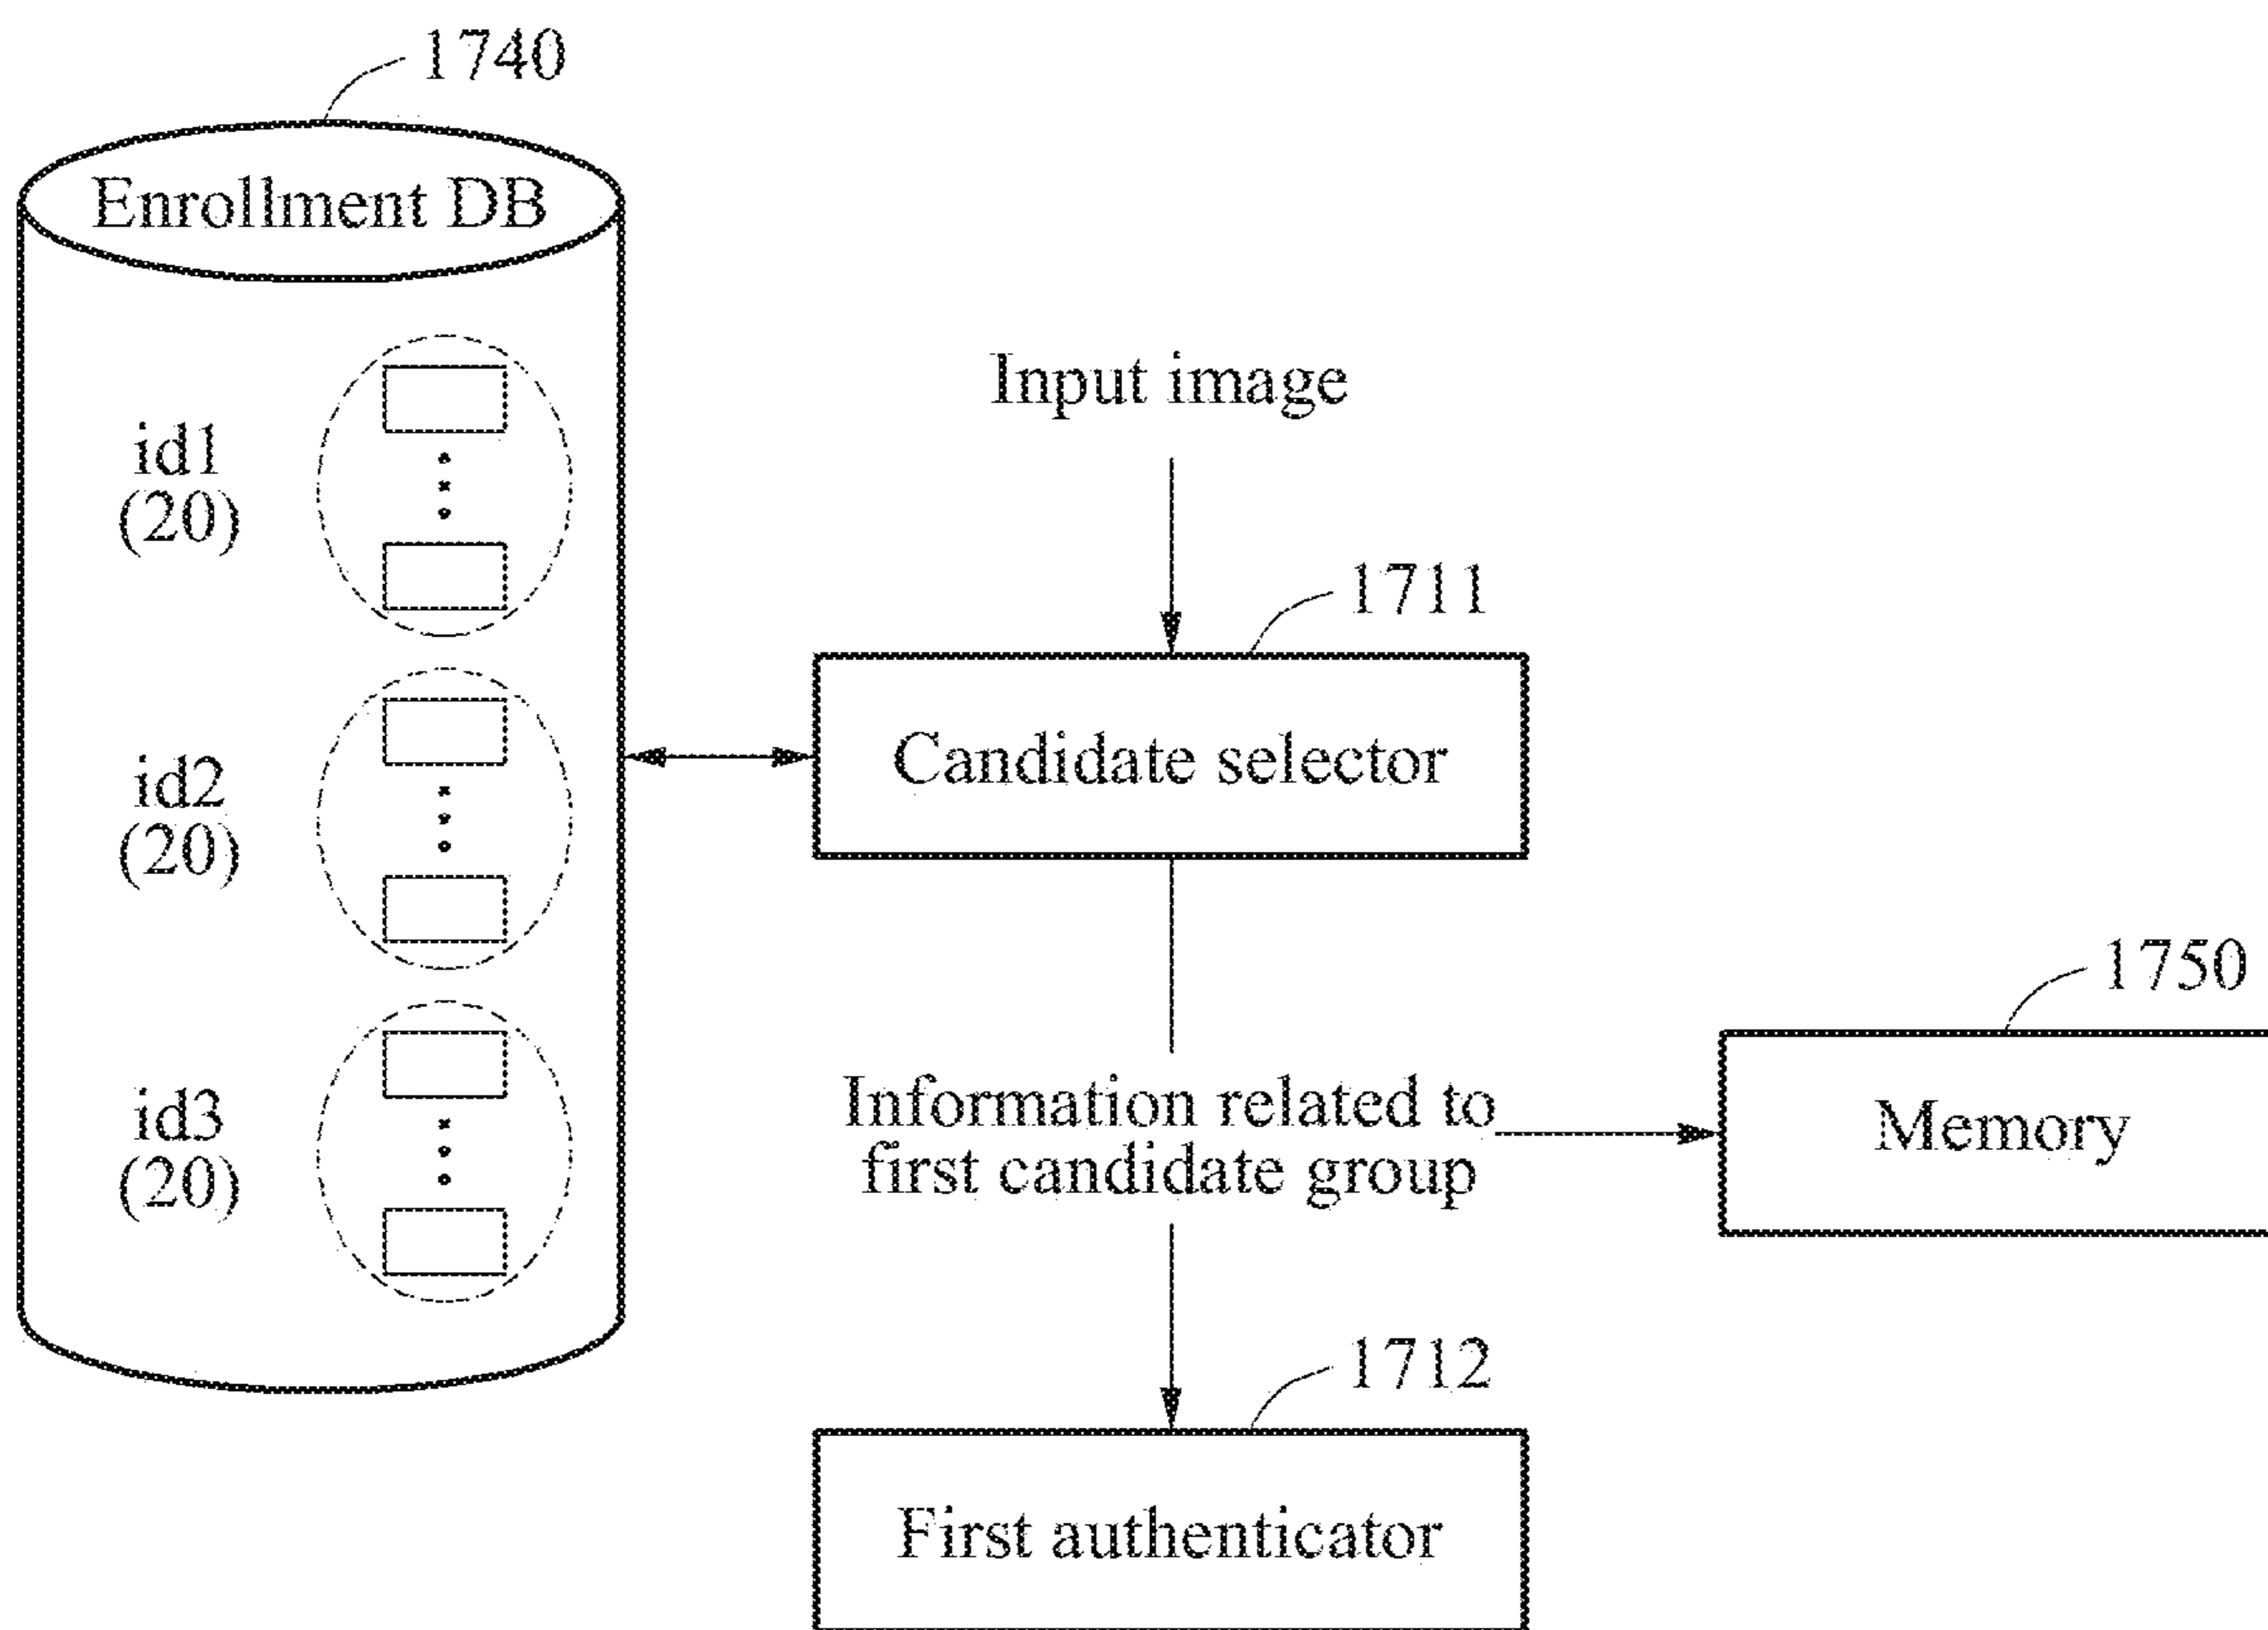 1740
Enrollment DB
id1
(20)
id2
(20)
id3
(20)
Input image
1711
Candidate selector
Information related to
first candidate group
1750
Memory
1712
First authenticator